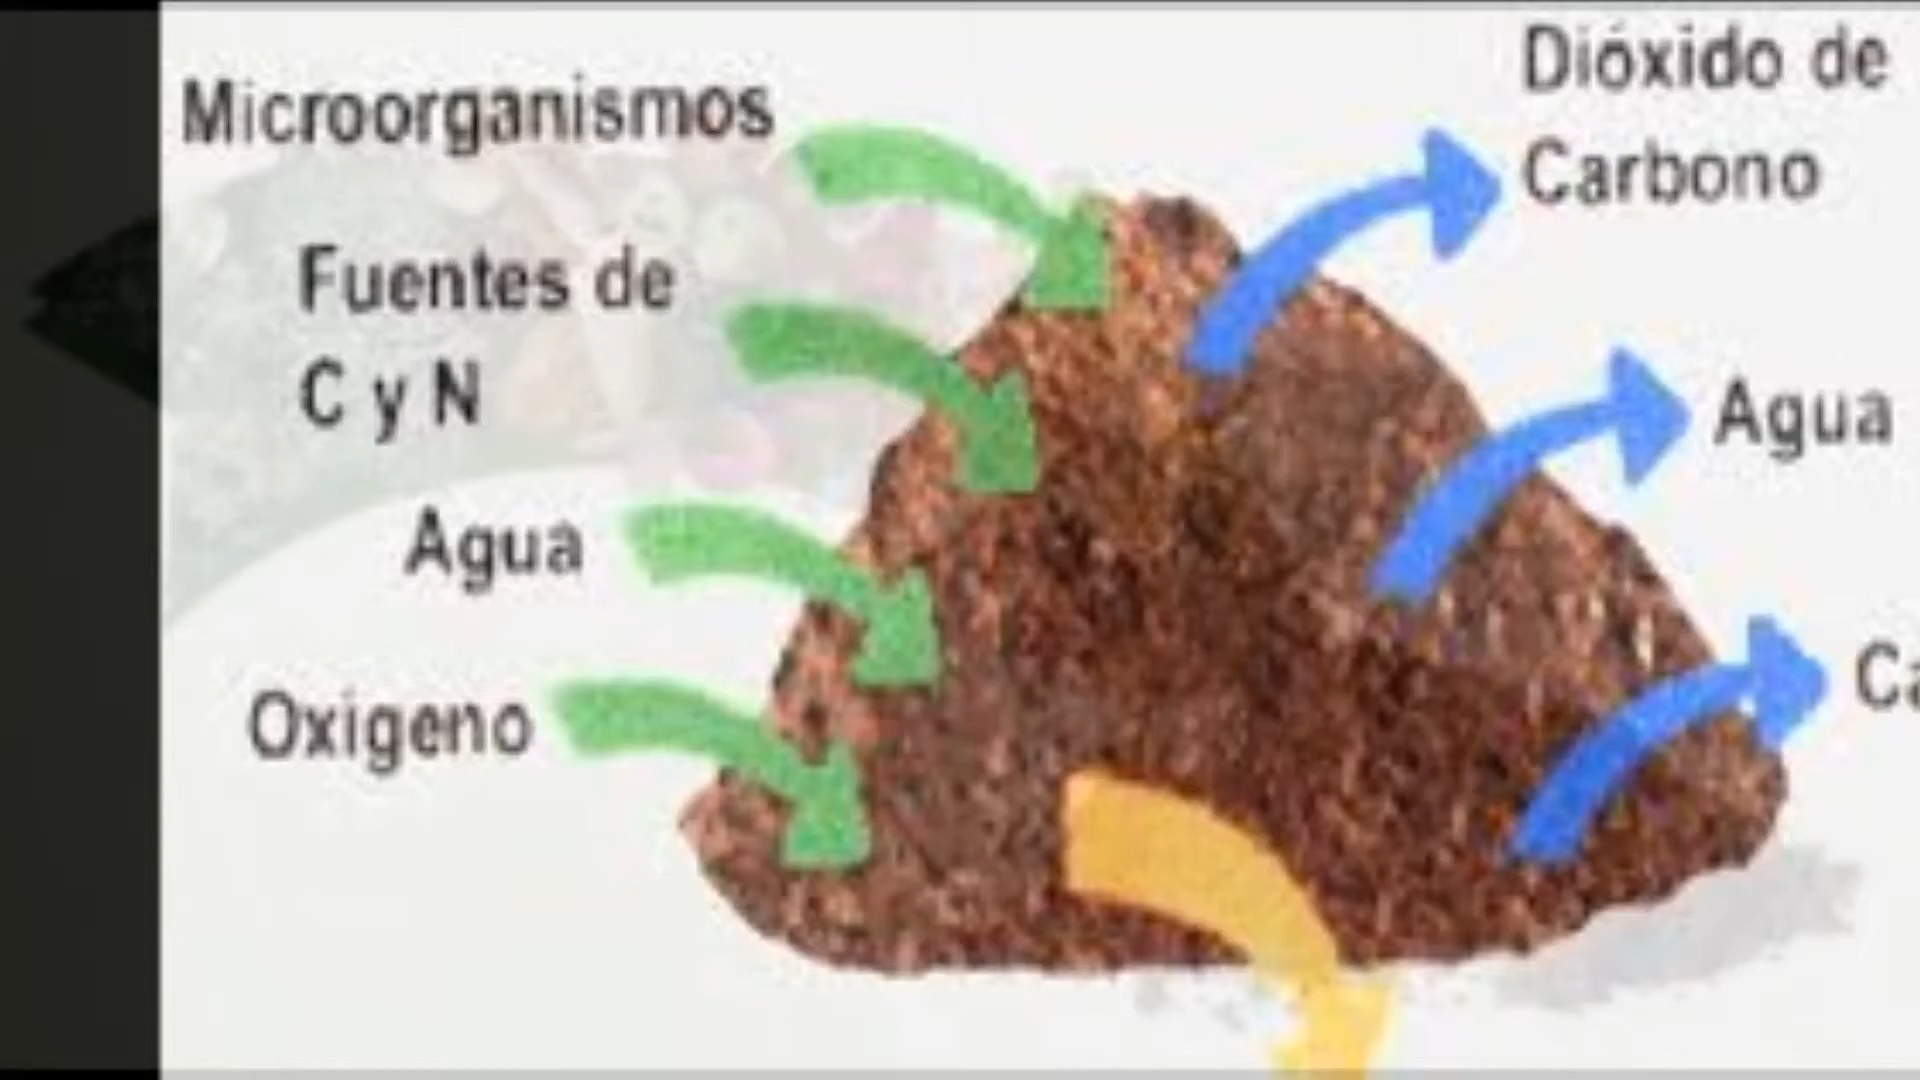 Microorganismos
Fuentes de
C y N
Agua
Oxigeno
Dióxido de
Carbono
Agua